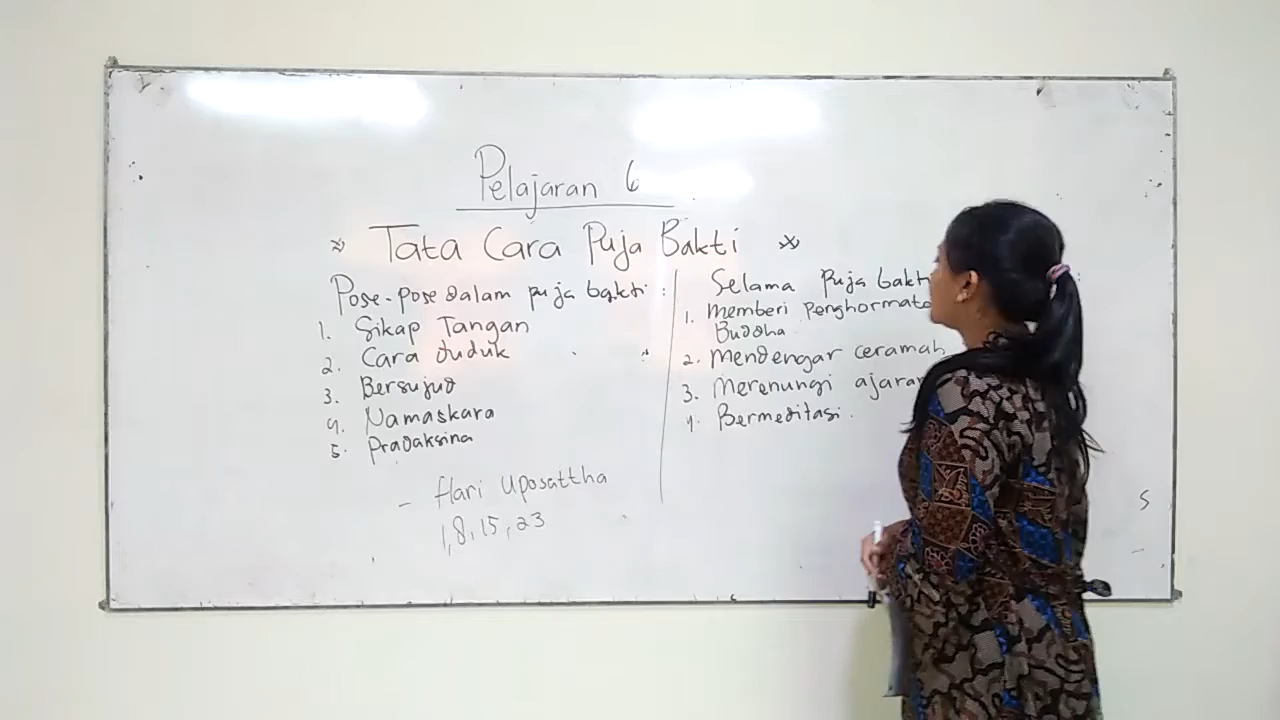 Pelajaran 6
Tata Cara Puja Bakti
Pose-pose dalam puja bakti :
1. Sikap Tangan
2. Cara duduk
3. Bersujud
4. Namaskara
5. Pradaksina
- Hari Uposattha
1, 8, 15, 23
Selama Puja bakti :
1. Memberi Penghormata
Buddha
2. Mendengar ceramah
3. Merenungi ajaran
4. Bermeditasi.
S